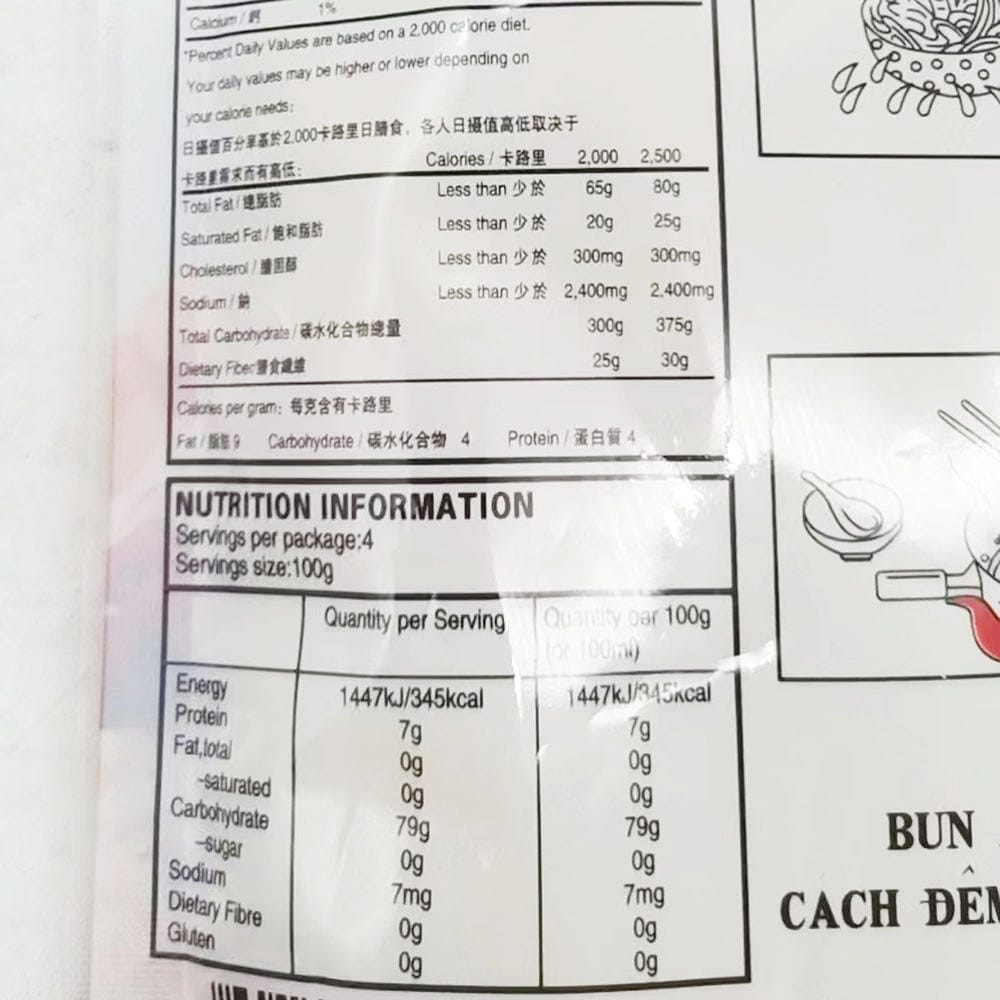 Calcium / 鈣 1%
*Percent Daily Values are based on a 2,000 calorie diet.
Your daily values may be higher or lower depending on
your calorie needs:
日攝值百分率基於2,000卡路里日膳食，各人日摄值高低取决于
卡路里需求而有高低：
Calories / 卡路里 2,000 2,500
Total Fat / 總脂肪 Less than 少於 65g 80g
Saturated Fat / 飽和脂肪 Less than 少於 20g 25g
Cholesterol / 膽固醇 Less than 少於 300mg 300mg
Sodium / 鈉 Less than 少於 2,400mg 2,400mg
Total Carbohydrate / 碳水化合物總量 300g 375g
Dietary Fiber 膳食纖維 25g 30g
Calories per gram: 每克含有卡路里
Fat / 脂肪 9 Carbohydrate / 碳水化合物 4 Protein / 蛋白質 4
NUTRITION INFORMATION
Servings per package:4
Servings size:100g
Quantity per Serving Quantity par 100g
(or 100ml)
Energy 1447kJ/345kcal 1447kJ/345kcal
Protein 7g 7g
Fat,total 0g 0g
-saturated 0g 0g
Carbohydrate 79g 79g
-sugar 0g 0g
Sodium 7mg 7mg
Dietary Fibre 0g 0g
Gluten 0g 0g
BUN
CACH ĐÊM